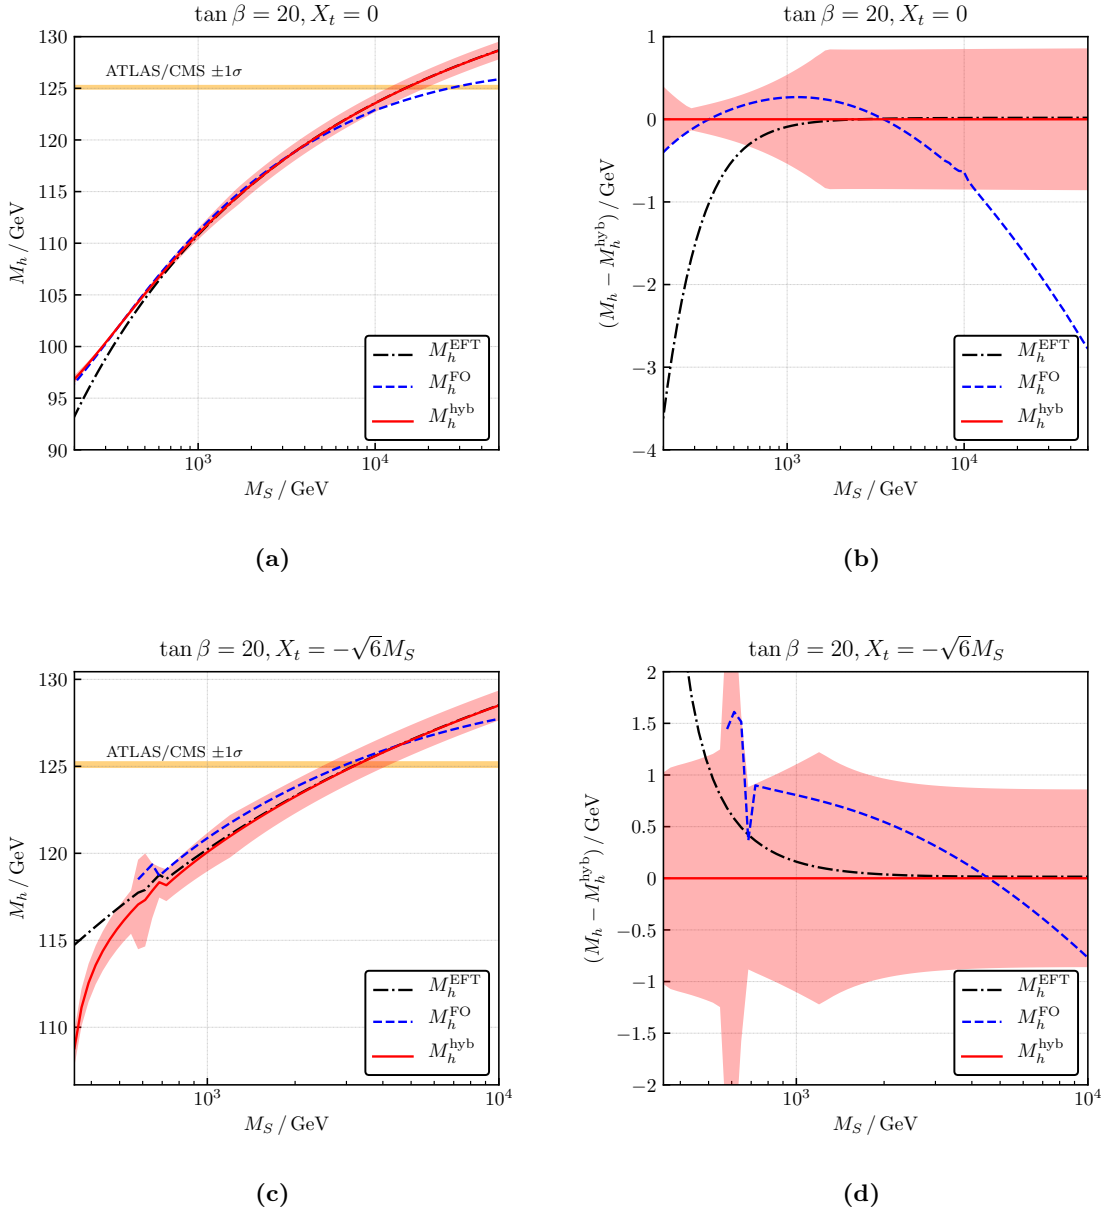 tan β = 20, X_t = 0
130
125
120
115
110
105
100
95
90
M_h / GeV
ATLAS/CMS ±1σ
M_h^EFT
M_h^FO
M_h^hyb
10^3
10^4
M_S / GeV
(a)
tan β = 20, X_t = 0
1
0
−1
−2
−3
−4
(M_h − M_h^hyb) / GeV
M_h^EFT
M_h^FO
M_h^hyb
10^3
10^4
M_S / GeV
(b)
tan β = 20, X_t = −√6M_S
130
125
120
115
110
M_h / GeV
ATLAS/CMS ±1σ
M_h^EFT
M_h^FO
M_h^hyb
10^3
10^4
M_S / GeV
(c)
tan β = 20, X_t = −√6M_S
2
1.5
1
0.5
0
−0.5
−1
−1.5
−2
(M_h − M_h^hyb) / GeV
M_h^EFT
M_h^FO
M_h^hyb
10^3
10^4
M_S / GeV
(d)